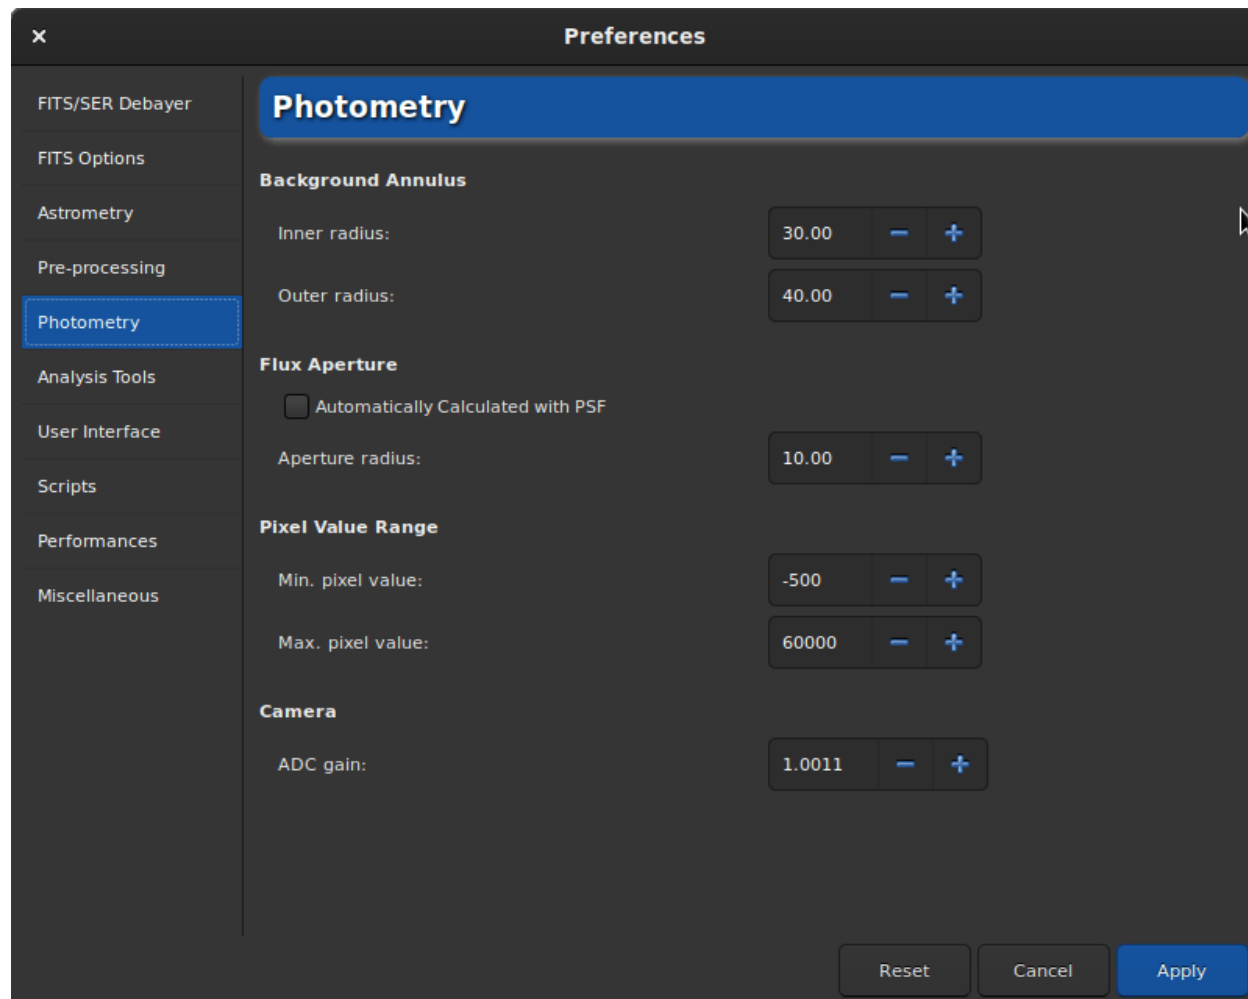 Preferences
FITS/SER Debayer
FITS Options
Astrometry
Pre-processing
Photometry
Analysis Tools
User Interface
Scripts
Performances
Miscellaneous
Photometry
Background Annulus
Inner radius: 30.00
Outer radius: 40.00
Flux Aperture
Automatically Calculated with PSF
Aperture radius: 10.00
Pixel Value Range
Min. pixel value: -500
Max. pixel value: 60000
Camera
ADC gain: 1.0011
Reset Cancel Apply